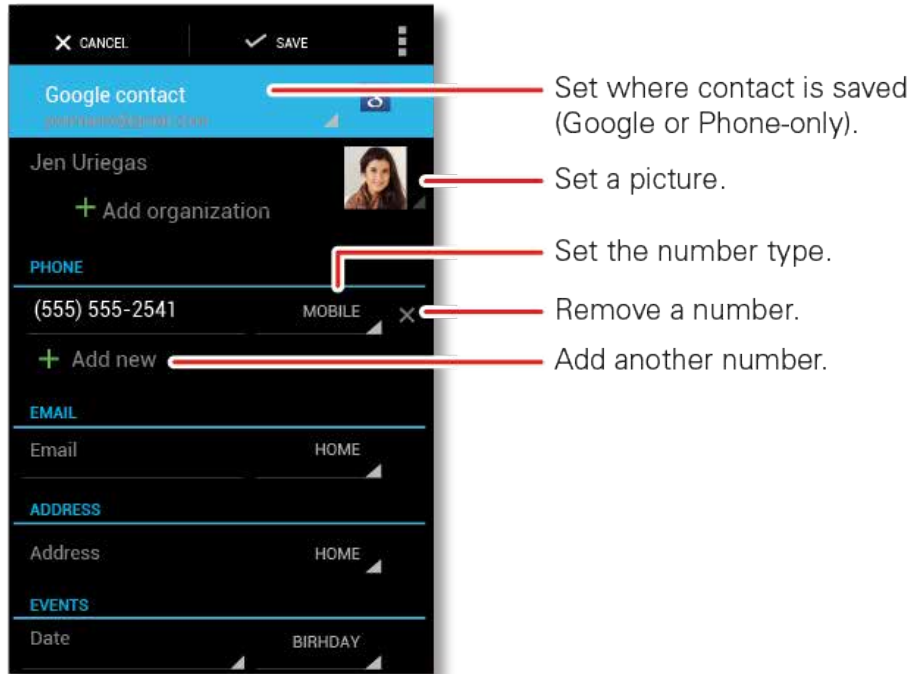 CANCEL
SAVE
Google contact
Set where contact is saved
(Google or Phone-only).
Jen Uriegas
Set a picture.
+ Add organization
Set the number type.
PHONE
(555) 555-2541
MOBILE
Remove a number.
+ Add new
Add another number.
EMAIL
Email
HOME
ADDRESS
Address
HOME
EVENTS
Date
BIRHDAY